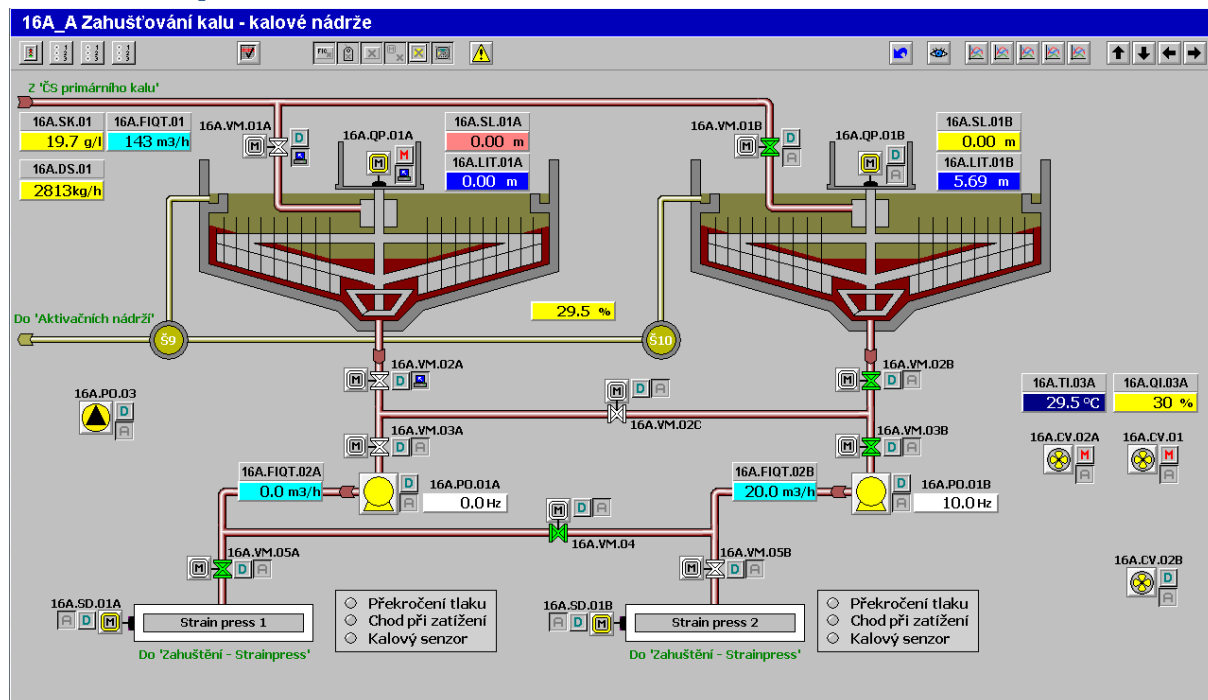 16A_A Zahušťování kalu - kalové nádrže
Z 'ČS primárního kalu'
16A.SK.01
19.7 g/l
16A.FIQT.01
143 m3/h
16A.DS.01
2813kg/h
16A.VM.01A
M
D
16A.QP.01A
M
M
16A.SL.01A
0.00 m
16A.LIT.01A
0.00 m
16A.VM.01B
M
D
A
16A.QP.01B
M
D
A
16A.SL.01B
0.00 m
16A.LIT.01B
5.69 m
29.5 %
Do 'Aktivačních nádrží'
Š9
Š10
16A.VM.02A
M
D
16A.VM.02B
M
D
A
M
D
A
16A.VM.02C
16A.TI.03A
29.5 °C
16A.QI.03A
30 %
16A.PO.03
D
A
16A.VM.03A
M
D
A
16A.VM.03B
M
D
A
16A.CV.02A
M
A
16A.CV.01
M
A
16A.FIQT.02A
0.0 m3/h
D
A
16A.PO.01A
0.0 Hz
16A.FIQT.02B
20.0 m3/h
D
A
16A.PO.01B
10.0 Hz
M
D
A
16A.VM.04
16A.VM.05A
M
D
A
16A.VM.05B
M
D
A
16A.CV.02B
D
A
16A.SD.01A
A
D
M
Strain press 1
Překročení tlaku
Chod při zatížení
Kalový senzor
16A.SD.01B
A
D
M
Strain press 2
Překročení tlaku
Chod při zatížení
Kalový senzor
Do 'Zahuštění - Strainpress'
Do 'Zahuštění - Strainpress'